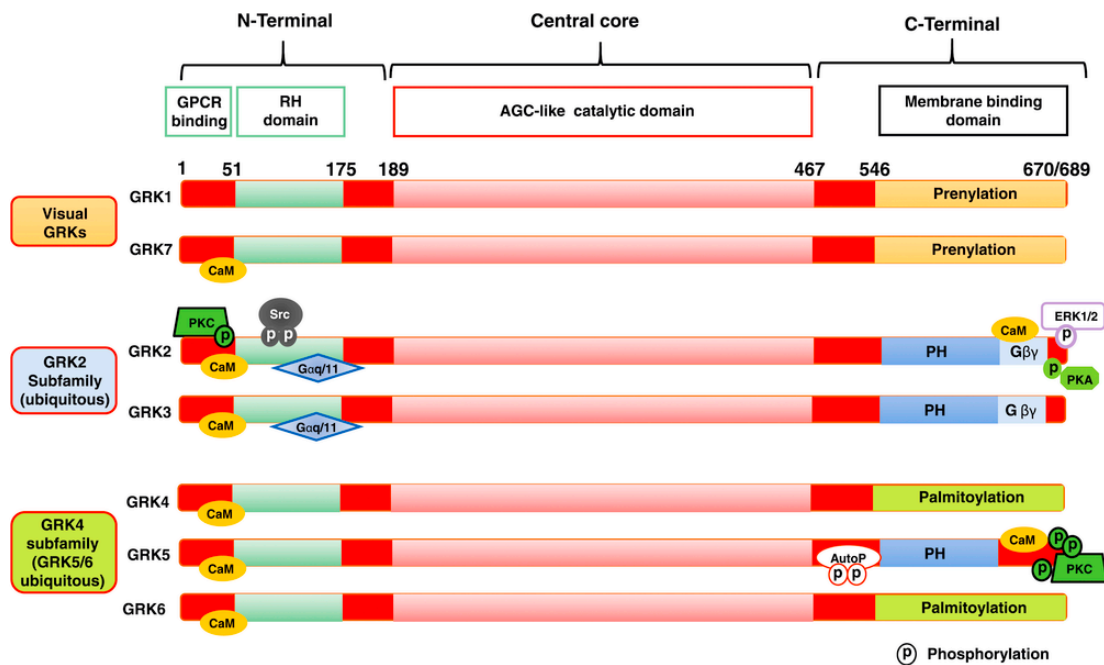 N-Terminal
Central core
C-Terminal
GPCR
binding
RH
domain
AGC-like catalytic domain
Membrane binding
domain
1 51 175 189 467 546 670/689
Visual
GRKs
GRK1
Prenylation
GRK7
Prenylation
CaM
GRK2
Subfamily
(ubiquitous)
PKC
p
Src
p p
CaM
ERK1/2
p
GRK2
PH
Gβγ
CaM
Gαq/11
p
PKA
GRK3
PH
G βγ
CaM
Gαq/11
GRK4
subfamily
(GRK5/6
ubiquitous)
GRK4
Palmitoylation
CaM
GRK5
AutoP
p p
PH
CaM
p
p
p
PKC
CaM
GRK6
Palmitoylation
CaM
p Phosphorylation